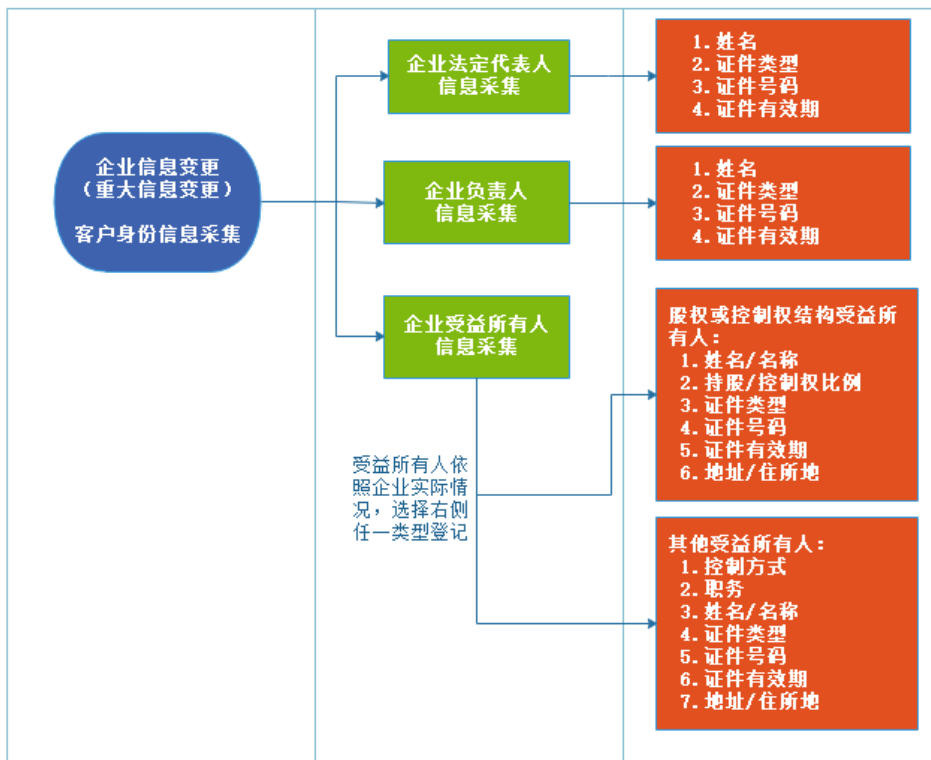 企业信息变更
（重大信息变更）
客户身份信息采集
企业法定代表人
信息采集
1.姓名
2.证件类型
3.证件号码
4.证件有效期
企业负责人
信息采集
1.姓名
2.证件类型
3.证件号码
4.证件有效期
企业受益所有人
信息采集
受益所有人依
照企业实际情
况，选择右侧
任一类型登记
股权或控制权结构受益所
有人：
1.姓名/名称
2.持股/控制权比例
3.证件类型
4.证件号码
5.证件有效期
6.地址/住所地
其他受益所有人：
1.控制方式
2.职务
3.姓名/名称
4.证件类型
5.证件号码
6.证件有效期
7.地址/住所地